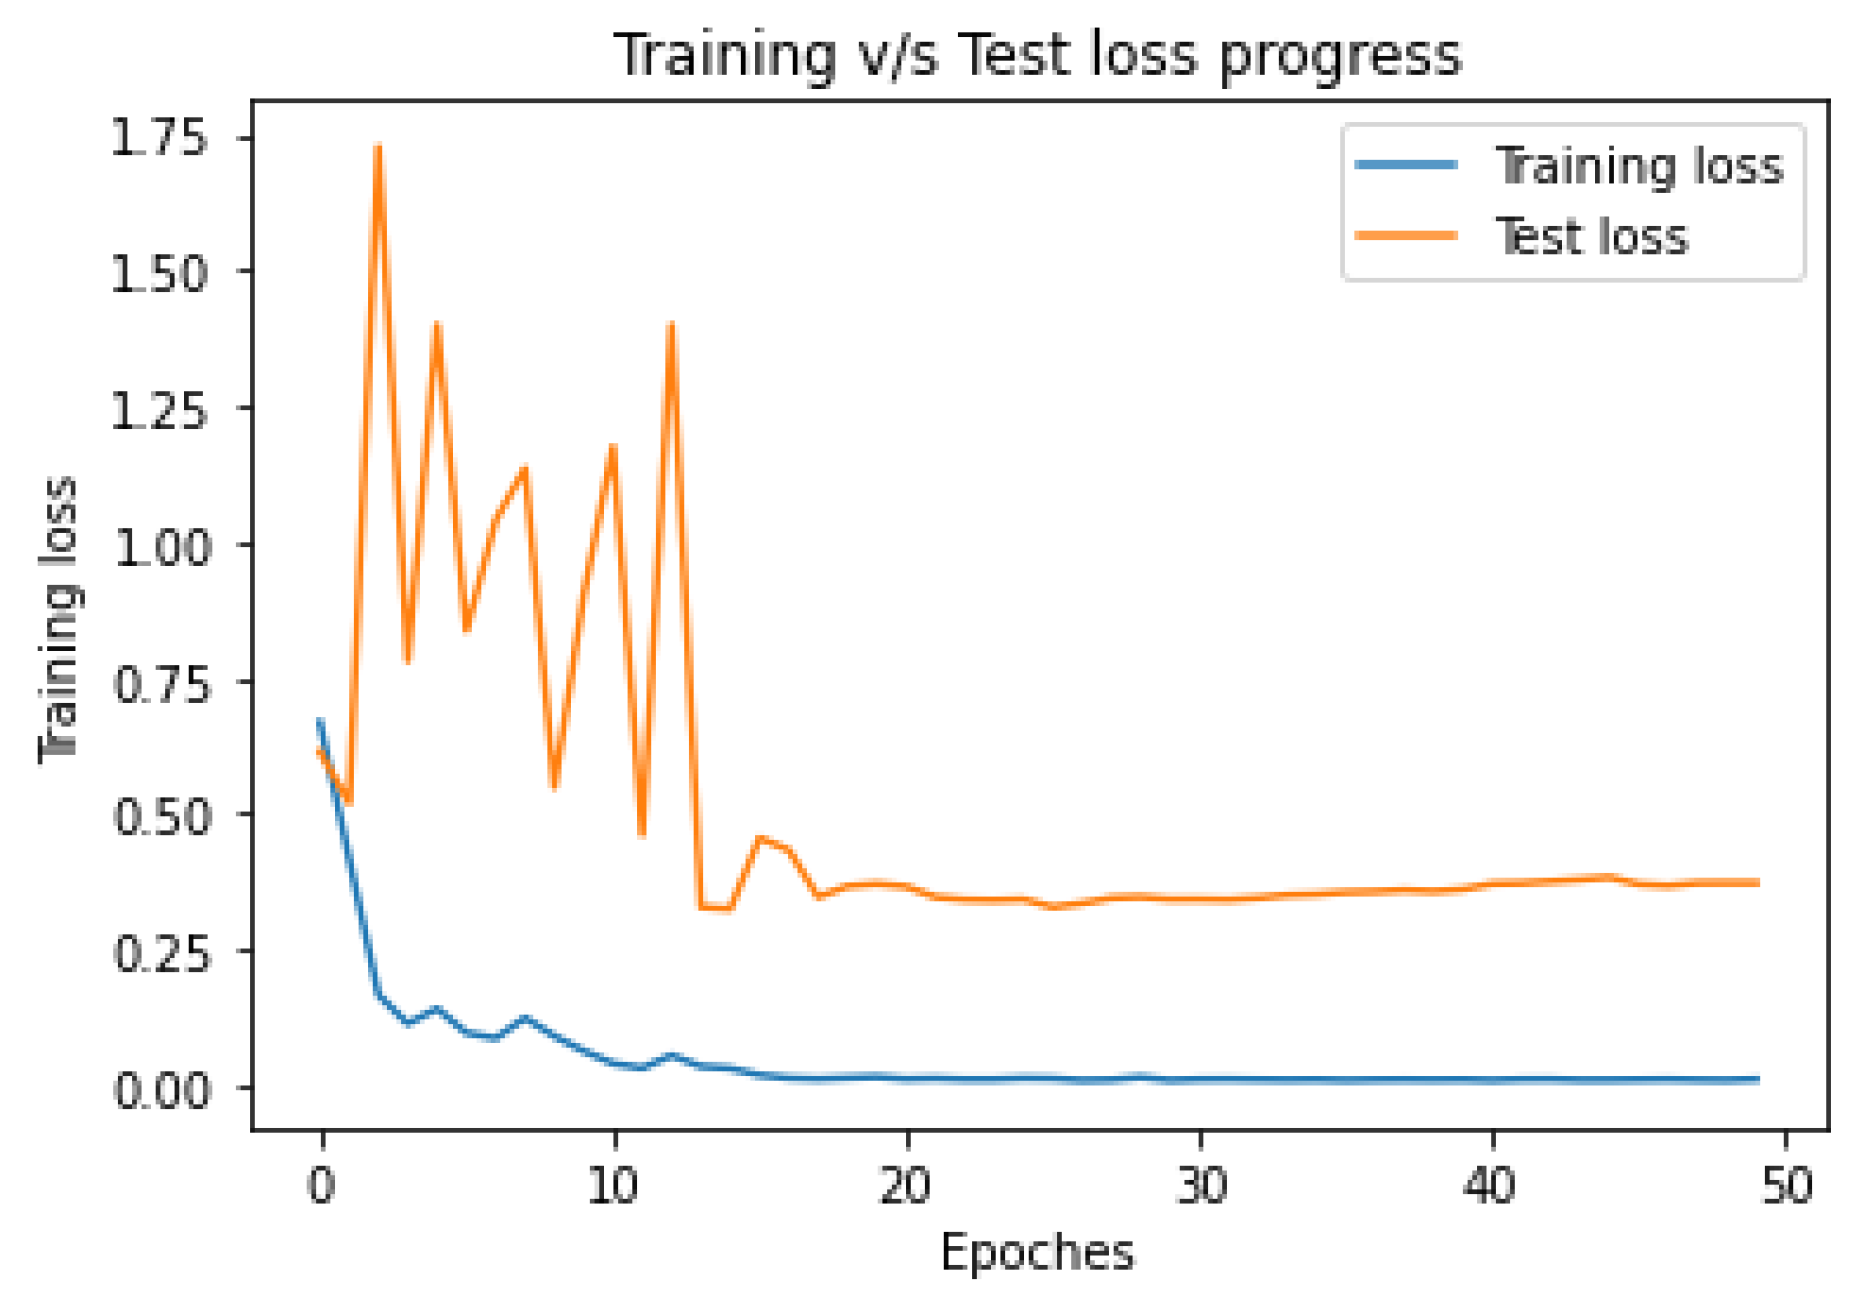 Training v/s Test loss progress
Training loss
Test loss
1.75
1.50
1.25
1.00
0.75
0.50
0.25
0.00
Training loss
0 10 20 30 40 50
Epoches